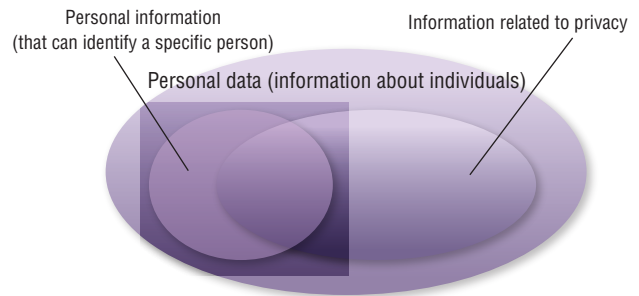 Personal information
(that can identify a specific person)
Information related to privacy
Personal data (information about individuals)